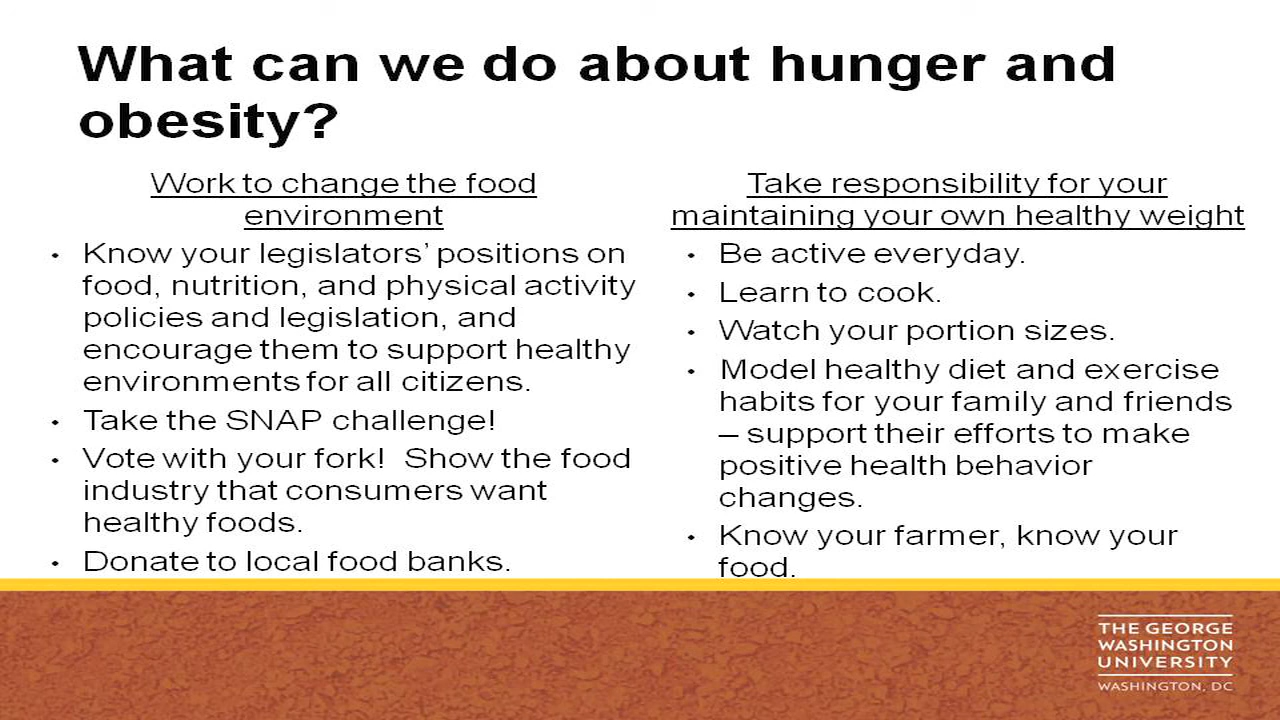 What can we do about hunger and
obesity?
Work to change the food
environment
• Know your legislators’ positions on
food, nutrition, and physical activity
policies and legislation, and
encourage them to support healthy
environments for all citizens.
• Take the SNAP challenge!
• Vote with your fork!  Show the food
industry that consumers want
healthy foods.
• Donate to local food banks.
Take responsibility for your
maintaining your own healthy weight
• Be active everyday.
• Learn to cook.
• Watch your portion sizes.
• Model healthy diet and exercise
habits for your family and friends
– support their efforts to make
positive health behavior
changes.
• Know your farmer, know your
food.
THE GEORGE
WASHINGTON
UNIVERSITY
WASHINGTON, DC